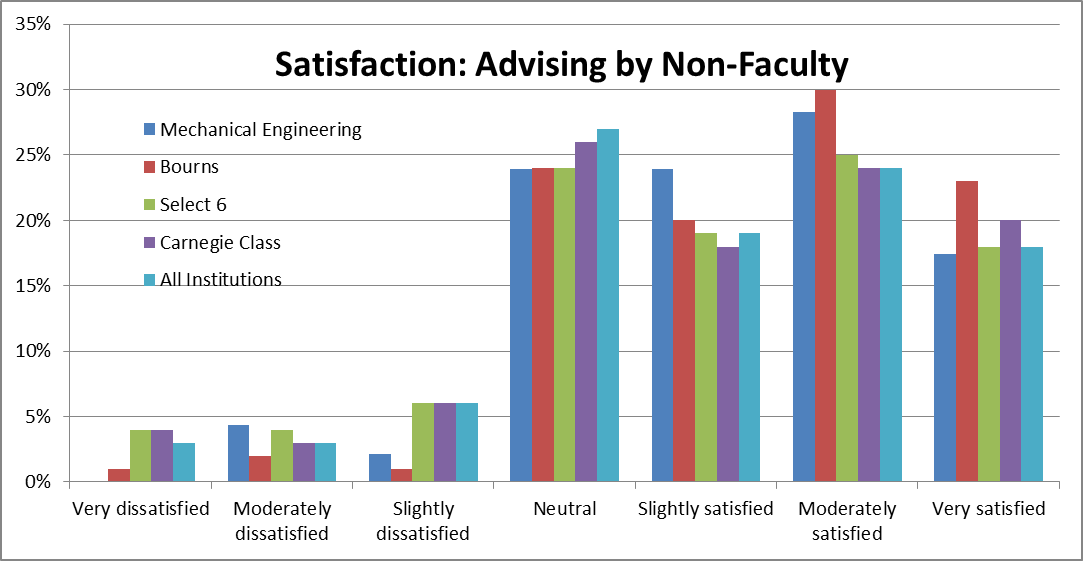 Satisfaction: Advising by Non-Faculty
35%
30%
25%
20%
15%
10%
5%
0%
Mechanical Engineering
Bourns
Select 6
Carnegie Class
All Institutions
Very dissatisfied
Moderately
dissatisfied
Slightly
dissatisfied
Neutral
Slightly satisfied
Moderately
satisfied
Very satisfied